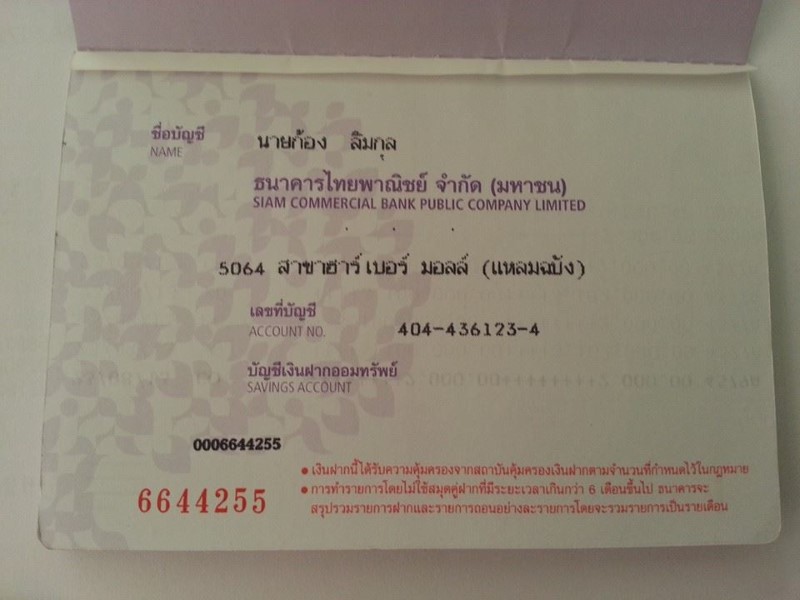 ชื่อบัญชี นายก้อง ลิ้มกุล
NAME
ธนาคารไทยพาณิชย์ จำกัด (มหาชน)
SIAM COMMERCIAL BANK PUBLIC COMPANY LIMITED
5064 สาขาฮาร์เบอร์ มอลล์ (แหลมฉบัง)
เลขที่บัญชี
ACCOUNT NO. 404-436123-4
บัญชีเงินฝากออมทรัพย์
SAVINGS ACCOUNT
0006644255
6644255
• เงินฝากนี้ได้รับความคุ้มครองจากสถาบันคุ้มครองเงินฝากตามจำนวนที่กำหนดไว้ในกฎหมาย
• การทำรายการโดยไม่ใช้สมุดคู่ฝากที่มีระยะเวลาเกินกว่า 6 เดือนขึ้นไป ธนาคารจะ
สรุปรวมรายการฝากและรายการถอนอย่างละรายการโดยจะรวมรายการเป็นรายเดือน